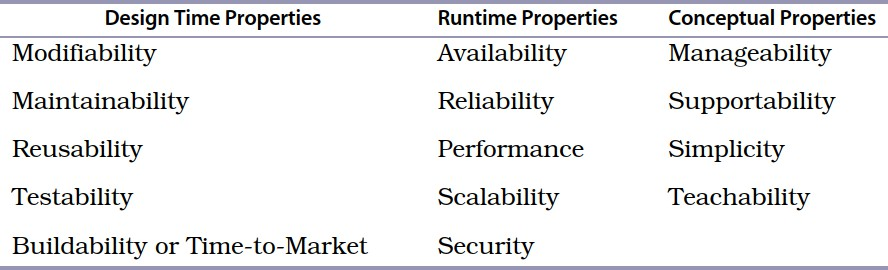 Design Time Properties Runtime Properties Conceptual Properties
Modifiability Availability Manageability
Maintainability Reliability Supportability
Reusability Performance Simplicity
Testability Scalability Teachability
Buildability or Time-to-Market Security